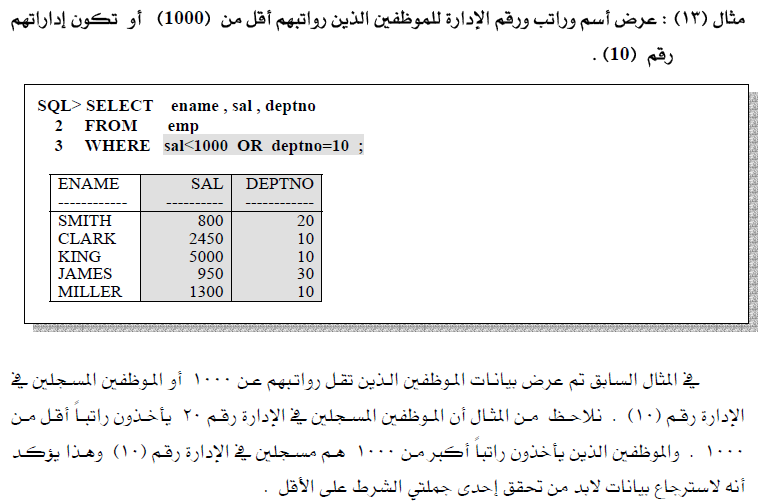 مثال (١٣) : عرض أسم وراتب ورقم الإدارة للموظفين الذين رواتبهم أقل من (1000) أو تكون إداراتهم
رقم (10) .
SQL> SELECT ename , sal , deptno
2 FROM emp
3 WHERE sal<1000 OR deptno=10 ;
ENAME SAL DEPTNO
------------ ---------- ------------
SMITH 800 20
CLARK 2450 10
KING 5000 10
JAMES 950 30
MILLER 1300 10
في المثال السابق تم عرض بيانات الموظفين الذين تقل رواتبهم عن ١٠٠٠ أو الموظفين المسجلين في
الإدارة رقم (١٠) . نلاحظ من المثال أن الموظفين المسجلين في الإدارة رقم ٢٠ يأخذون راتباً أقل من
١٠٠٠ . والموظفين الذين يأخذون راتباً أكبر من ١٠٠٠ هم مسجلين في الإدارة رقم (١٠) وهذا يؤكد
أنه لاسترجاع بيانات لابد من تحقق إحدى جملتي الشرط على الأقل .